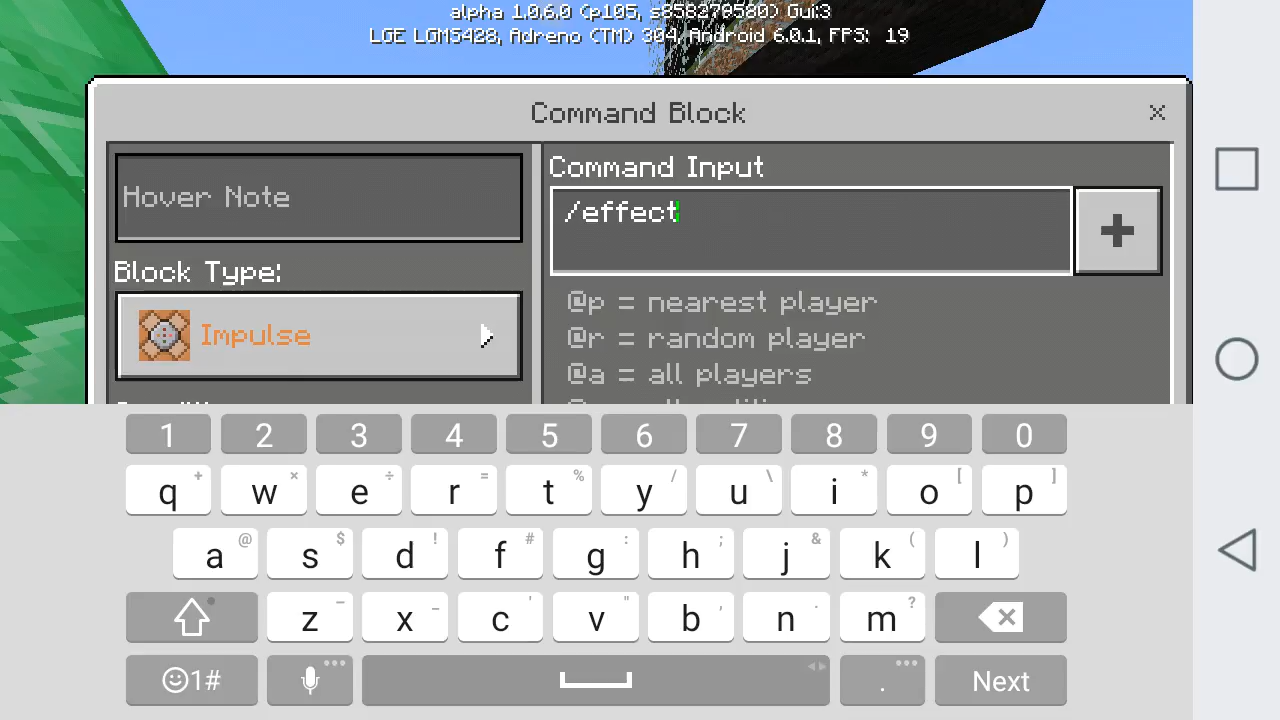 alpha 1.0.6.0 (p105, s858270580) Gui:3
LGE LGMS428, Adreno (TM) 304, Android 6.0.1, FPS: 19
Command Block
Hover Note
Block Type:
Impulse
Command Input
/effect
@p = nearest player
@r = random player
@a = all players
1 2 3 4 5 6 7 8 9 0
q + w × e ÷ r = t % y / u \ i * o [ p ]
a @ s $ d ! f # g : h ; j & k ( l )
z – x _ c ' v " b , n . m ?
1# ... . ... Next